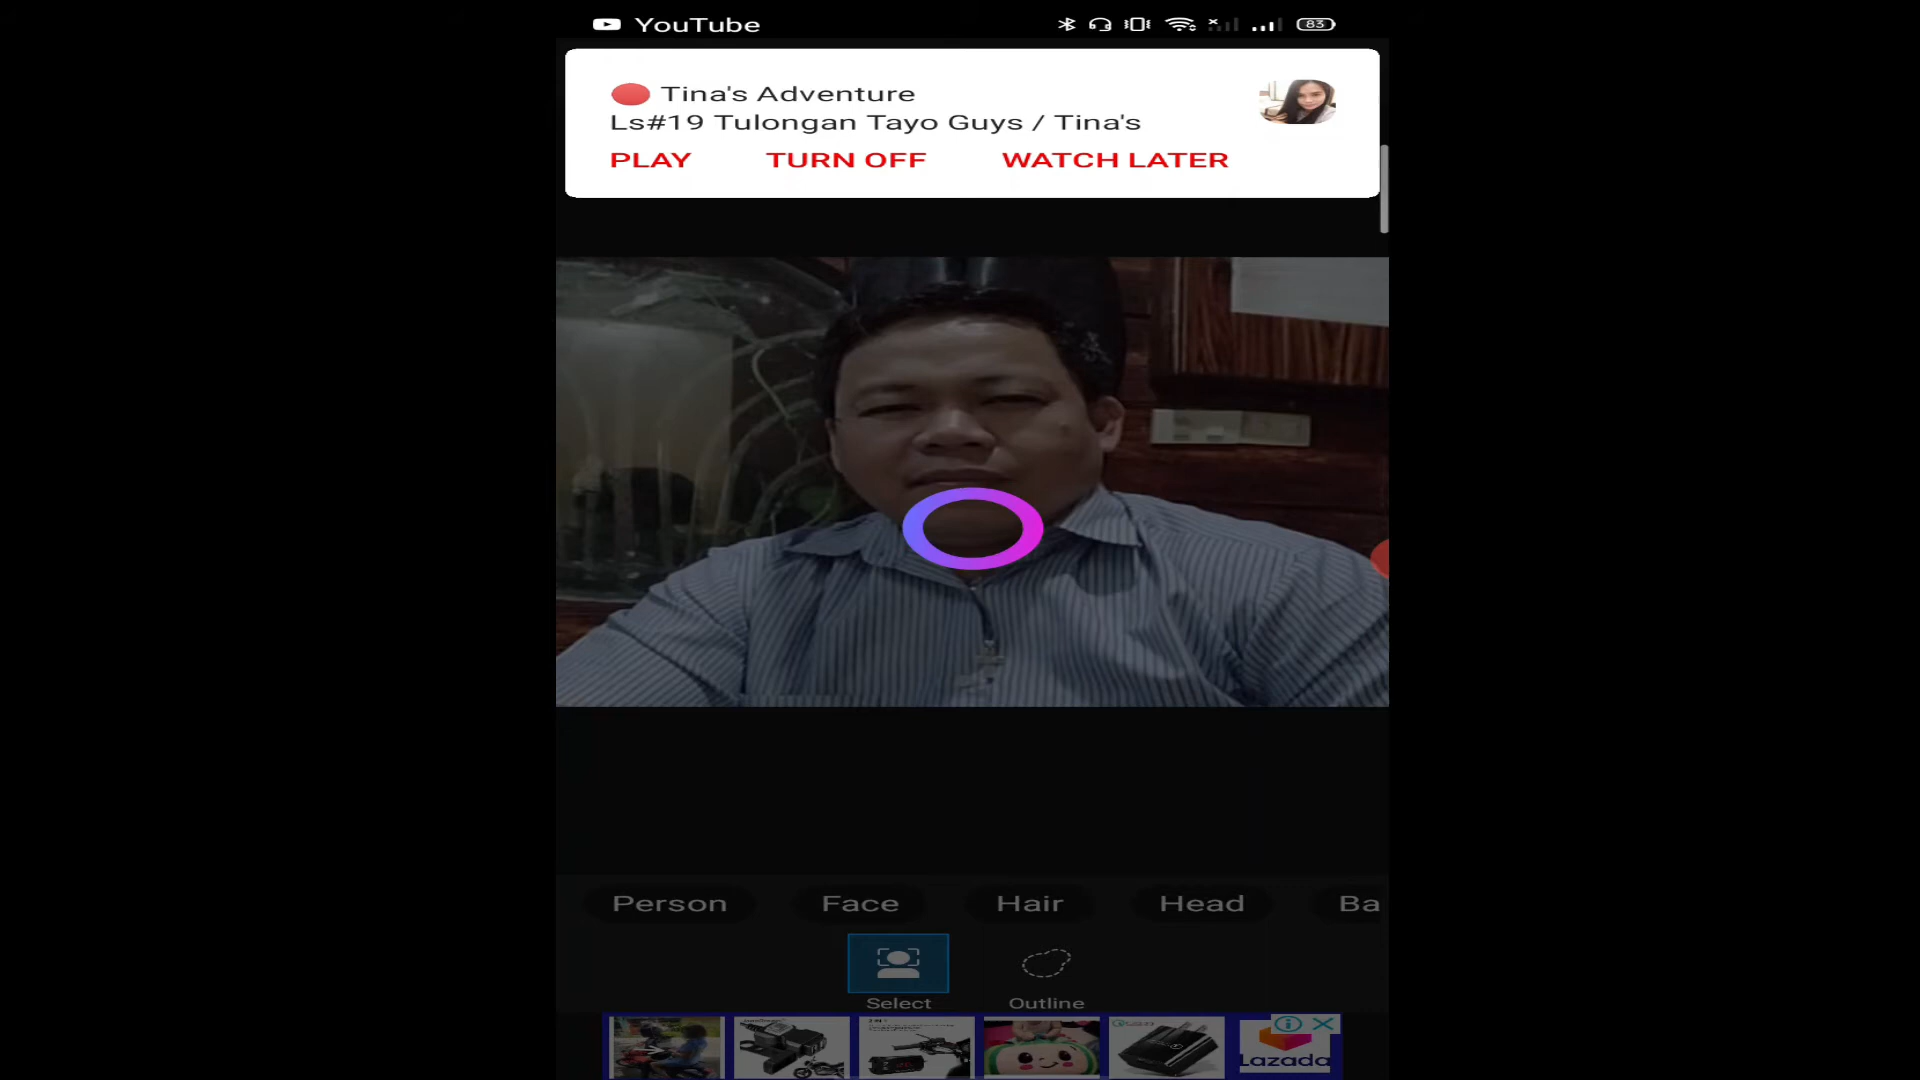 YouTube
83
Tina's Adventure
Ls#19 Tulongan Tayo Guys / Tina's
PLAY TURN OFF WATCH LATER
Person Face Hair Head Ba
Select Outline
Lazada